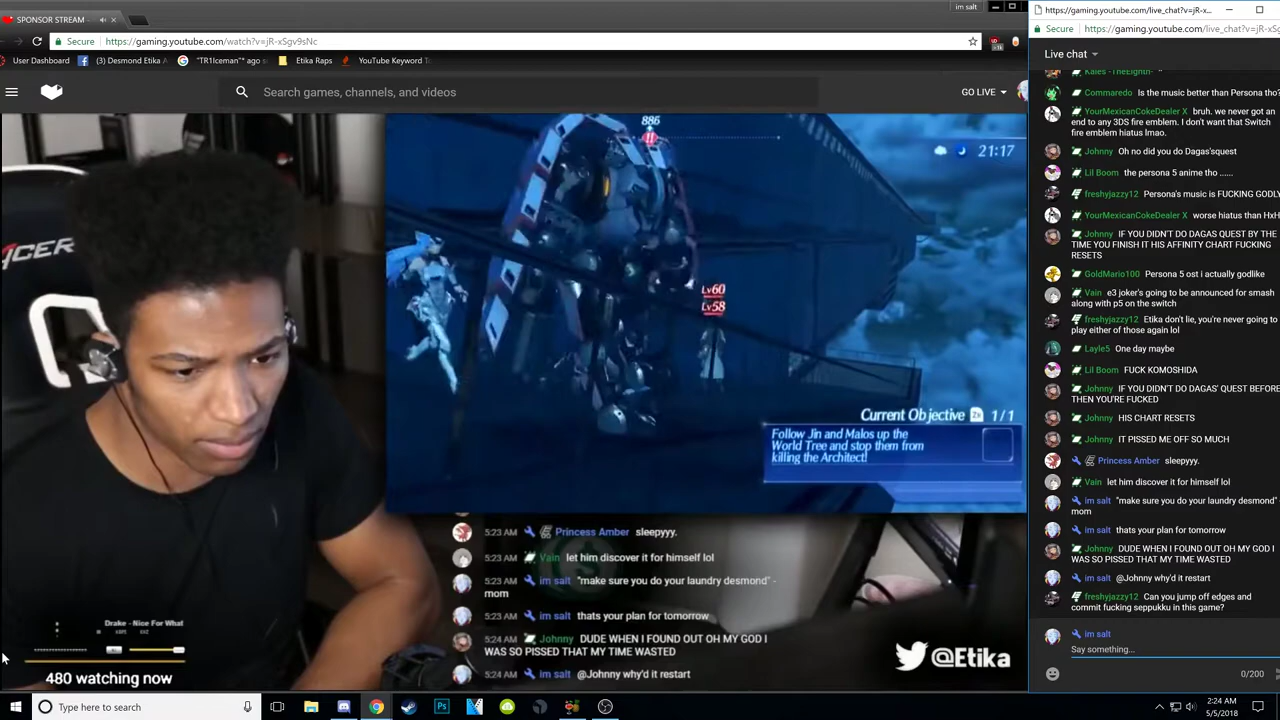 SPONSOR STREAM -
im salt
https://gaming.youtube.com/live_chat?v=jR-x...
Secure https://gaming.youtube.com/watch?v=jR-xSgv9sNc
Secure https://gaming.youtube.com/live_chat?v=jR-xSg
User Dashboard
(3) Desmond Etika A
"TR1Iceman"* ago s
Etika Raps
YouTube Keyword To
Search games, channels, and videos
GO LIVE
886
21:17
Lv60
Lv58
Current Objective 1/1
Follow Jin and Malos up the
World Tree and stop them from
killing the Architect!
5:23 AM Princess Amber sleepyy.
5:23 AM Vain let him discover it for himself lol
5:23 AM im salt "make sure you do your laundry desmond" -
mom
5:23 AM im salt thats your plan for tomorrow
5:24 AM Johnny DUDE WHEN I FOUND OUT OH MY GOD I
WAS SO PISSED THAT MY TIME WASTED
5:24 AM im salt @Johnny why'd it restart
Drake - Nice For What
480 watching now
@Etika
Live chat
Kales -TheEighth-
Commaredo Is the music better than Persona tho?
YourMexicanCokeDealer X bruh. we never got an
end to any 3DS fire emblem. I don't want that Switch
fire emblem hiatus lmao.
Johnny Oh no did you do Dagas'squest
Lil Boom the persona 5 anime tho ......
freshyjazzy12 Persona's music is FUCKING GODLY
YourMexicanCokeDealer X worse hiatus than HxH
Johnny IF YOU DIDN'T DO DAGAS QUEST BY THE
TIME YOU FINISH IT HIS AFFINITY CHART FUCKING
RESETS
GoldMario100 Persona 5 ost i actually godlike
Vain e3 joker's going to be announced for smash
along with p5 on the switch
freshyjazzy12 Etika don't lie, you're never going to
play either of those again lol
Layle5 One day maybe
Lil Boom FUCK KOMOSHIDA
Johnny IF YOU DIDN'T DO DAGAS' QUEST BEFORE
THEN YOU'RE FUCKED
Johnny HIS CHART RESETS
Johnny IT PISSED ME OFF SO MUCH
Princess Amber sleepyy.
Vain let him discover it for himself lol
im salt "make sure you do your laundry desmond"
mom
im salt thats your plan for tomorrow
Johnny DUDE WHEN I FOUND OUT OH MY GOD I
WAS SO PISSED THAT MY TIME WASTED
im salt @Johnny why'd it restart
freshyjazzy12 Can you jump off edges and
commit fucking seppukku in this game?
im salt
Say something...
0/200
Type here to search
2:24 AM
5/5/2018